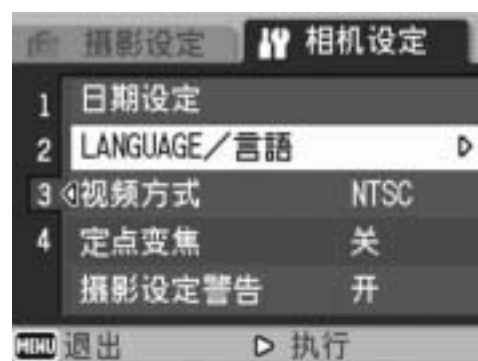 摄影设定 相机设定
1 日期设定
2 LANGUAGE／言語
3 视频方式 NTSC
4 定点变焦 关
摄影设定警告 开
MENU 退出 执行